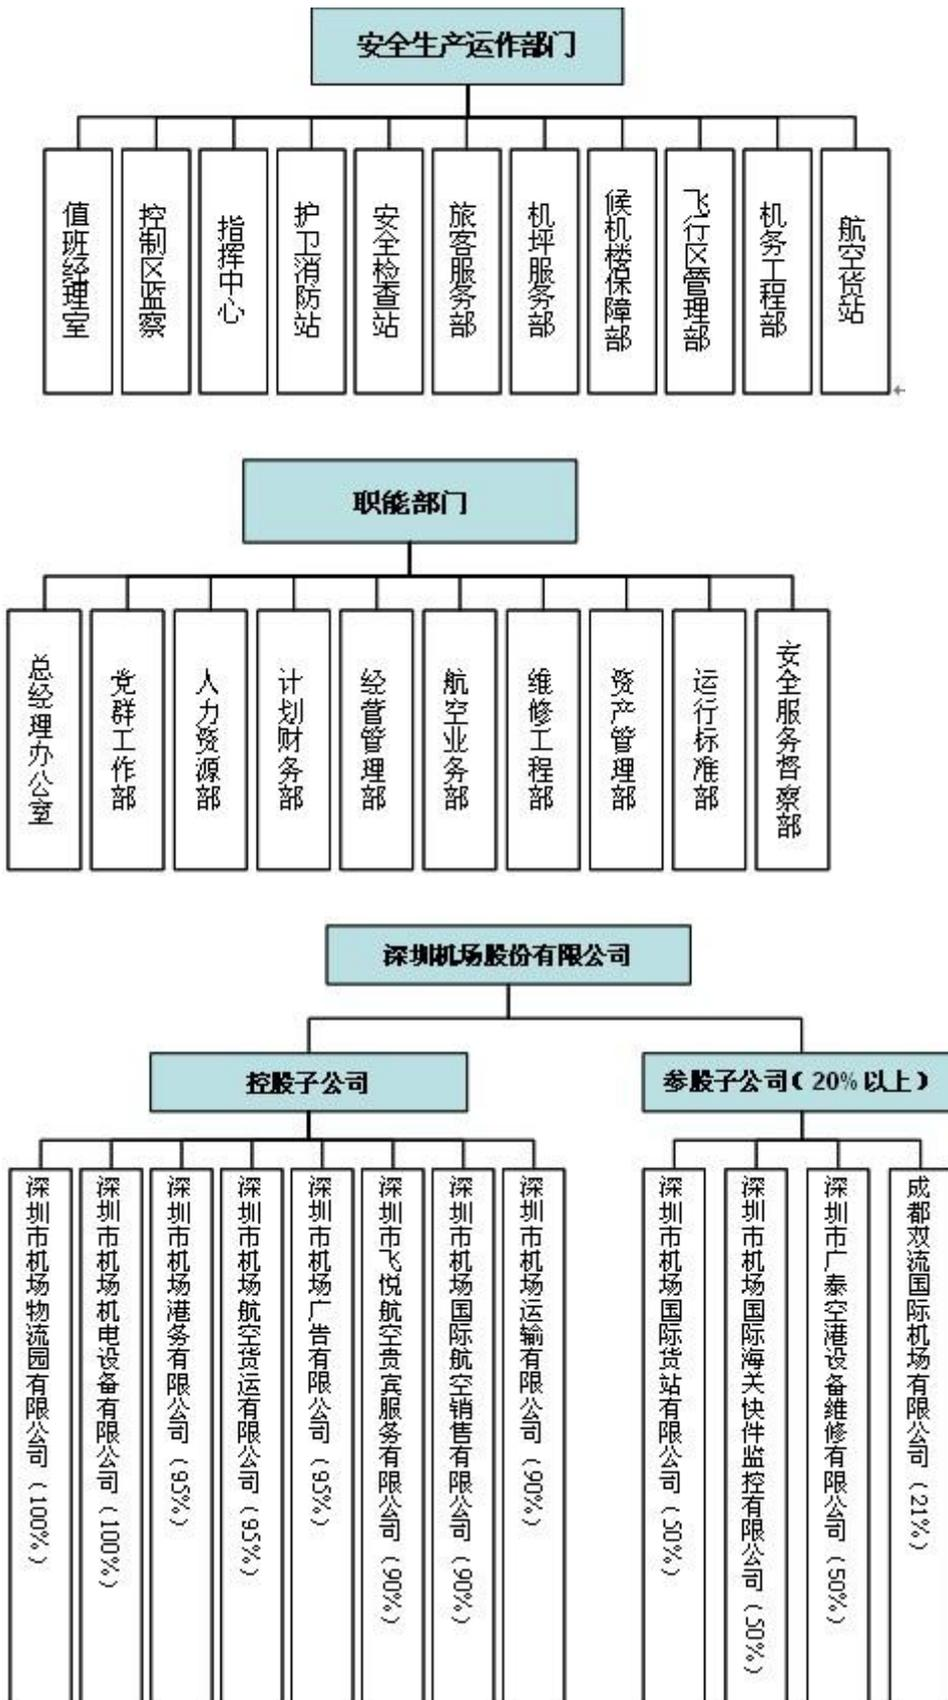 安全生产运作部门
值班经理室
控制区监察
指挥中心
护卫消防站
安全检查站
旅客服务部
机坪服务部
候机楼保障部
飞行区管理部
机务工程部
航空货站
职能部门
总经理办公室
党群工作部
人力资源部
计划财务部
经营管理部
航空业务部
维修工程部
资产管理部
运行标准部
安全服务督察部
深圳机场股份有限公司
控股子公司
参股子公司(20%以上)
深圳市机场物流园有限公司(100%)
深圳市机场机电设备有限公司(100%)
深圳市机场港务有限公司(95%)
深圳市机场航空货运有限公司(95%)
深圳市机场广告有限公司(95%)
深圳市飞悦航空贵宾服务有限公司(90%)
深圳市机场国际航空销售有限公司(90%)
深圳市机场运输有限公司(90%)
深圳市机场国际货站有限公司(50%)
深圳市机场国际海关快件监控有限公司(50%)
深圳市广泰空港设备维修有限公司(50%)
成都双流国际机场有限公司(21%)